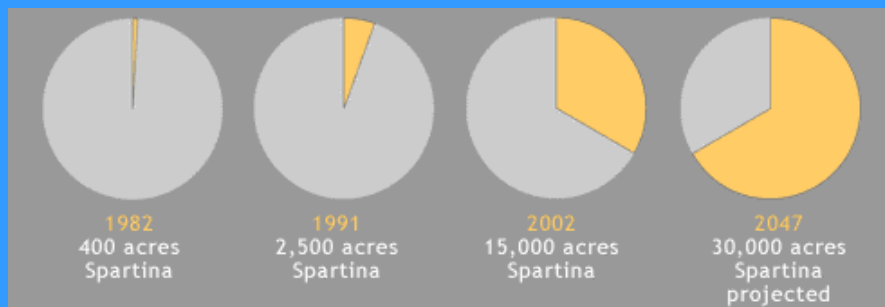 1982
400 acres
Spartina
1991
2,500 acres
Spartina
2002
15,000 acres
Spartina
2047
30,000 acres
Spartina
projected